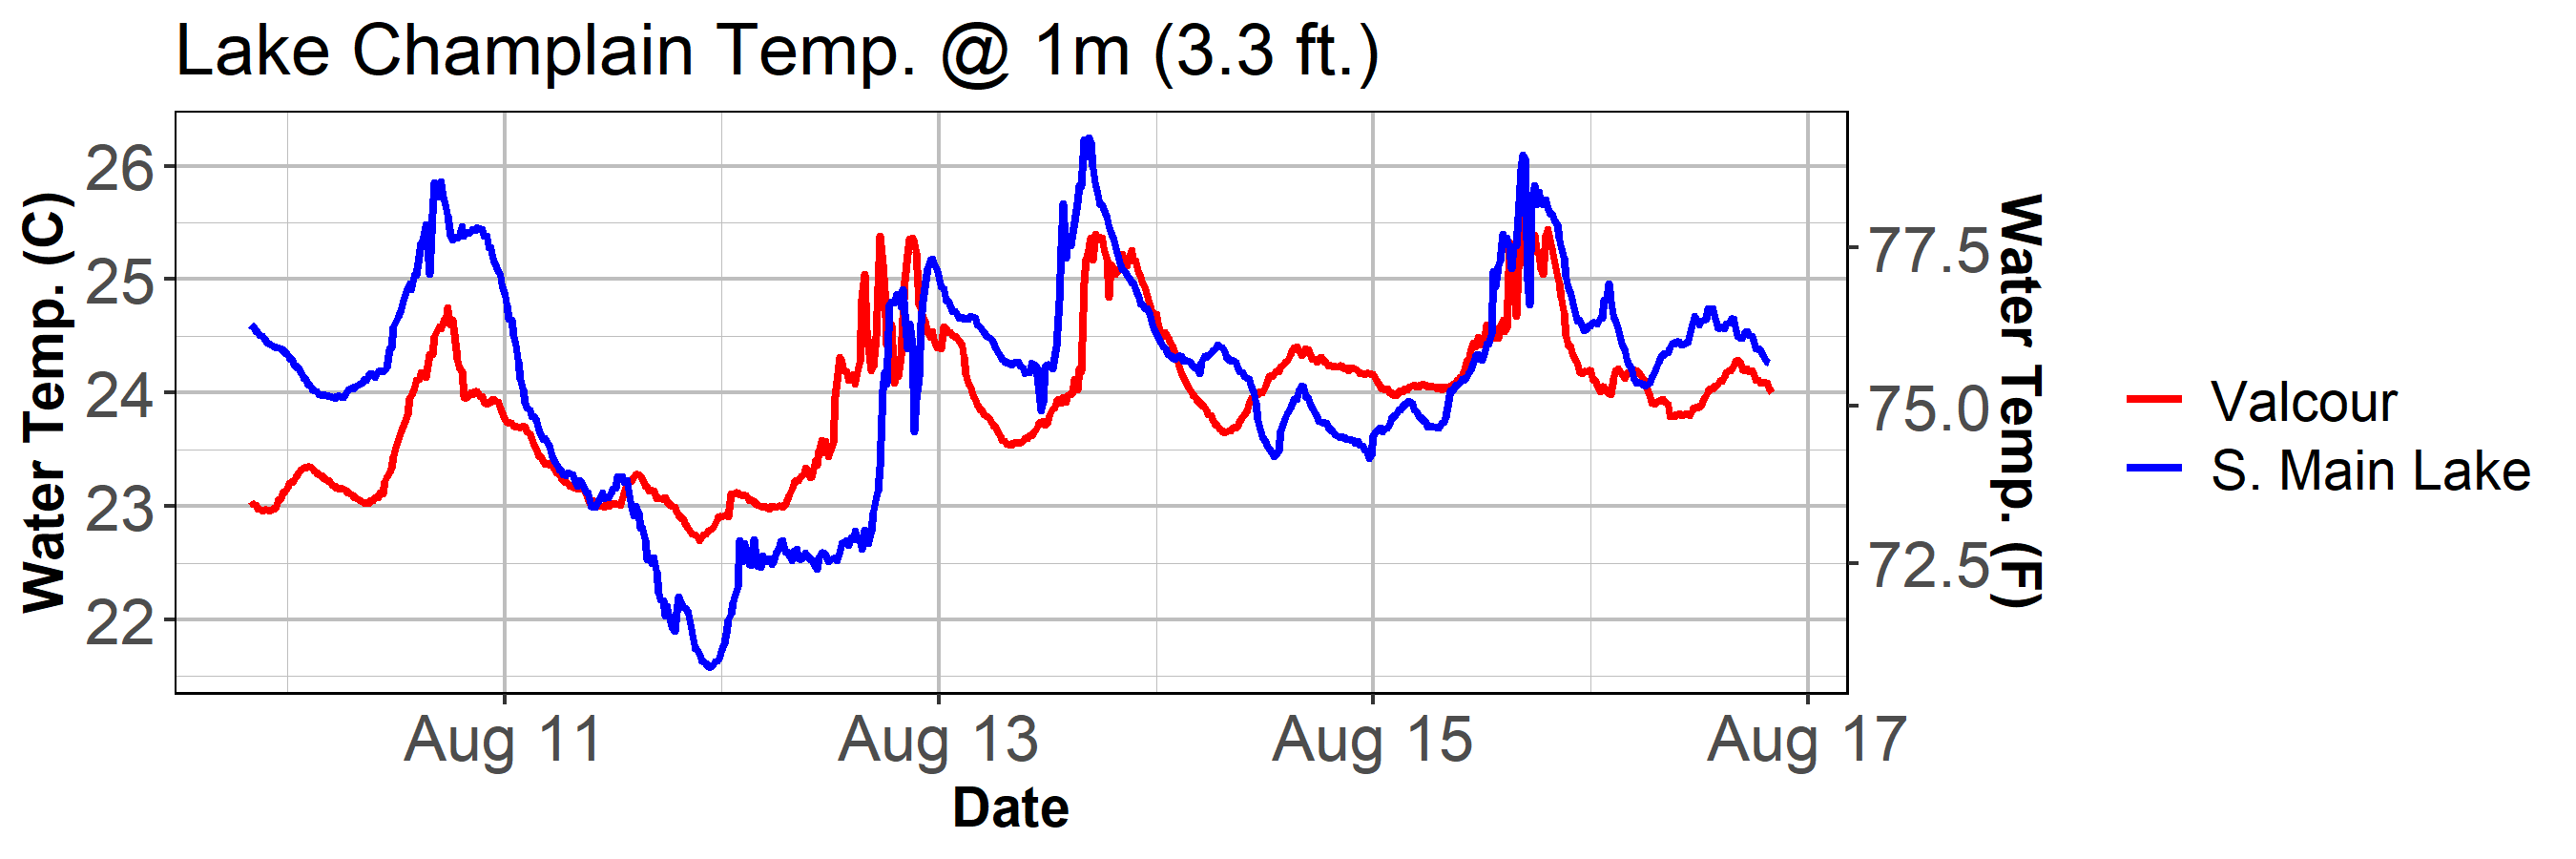 Lake Champlain Temp. @ 1m (3.3 ft.)
Water Temp. (C)
26
25
24
23
22
77.5
75.0
72.5
Water Temp. (F)
Valcour
S. Main Lake
Aug 11
Aug 13
Aug 15
Aug 17
Date